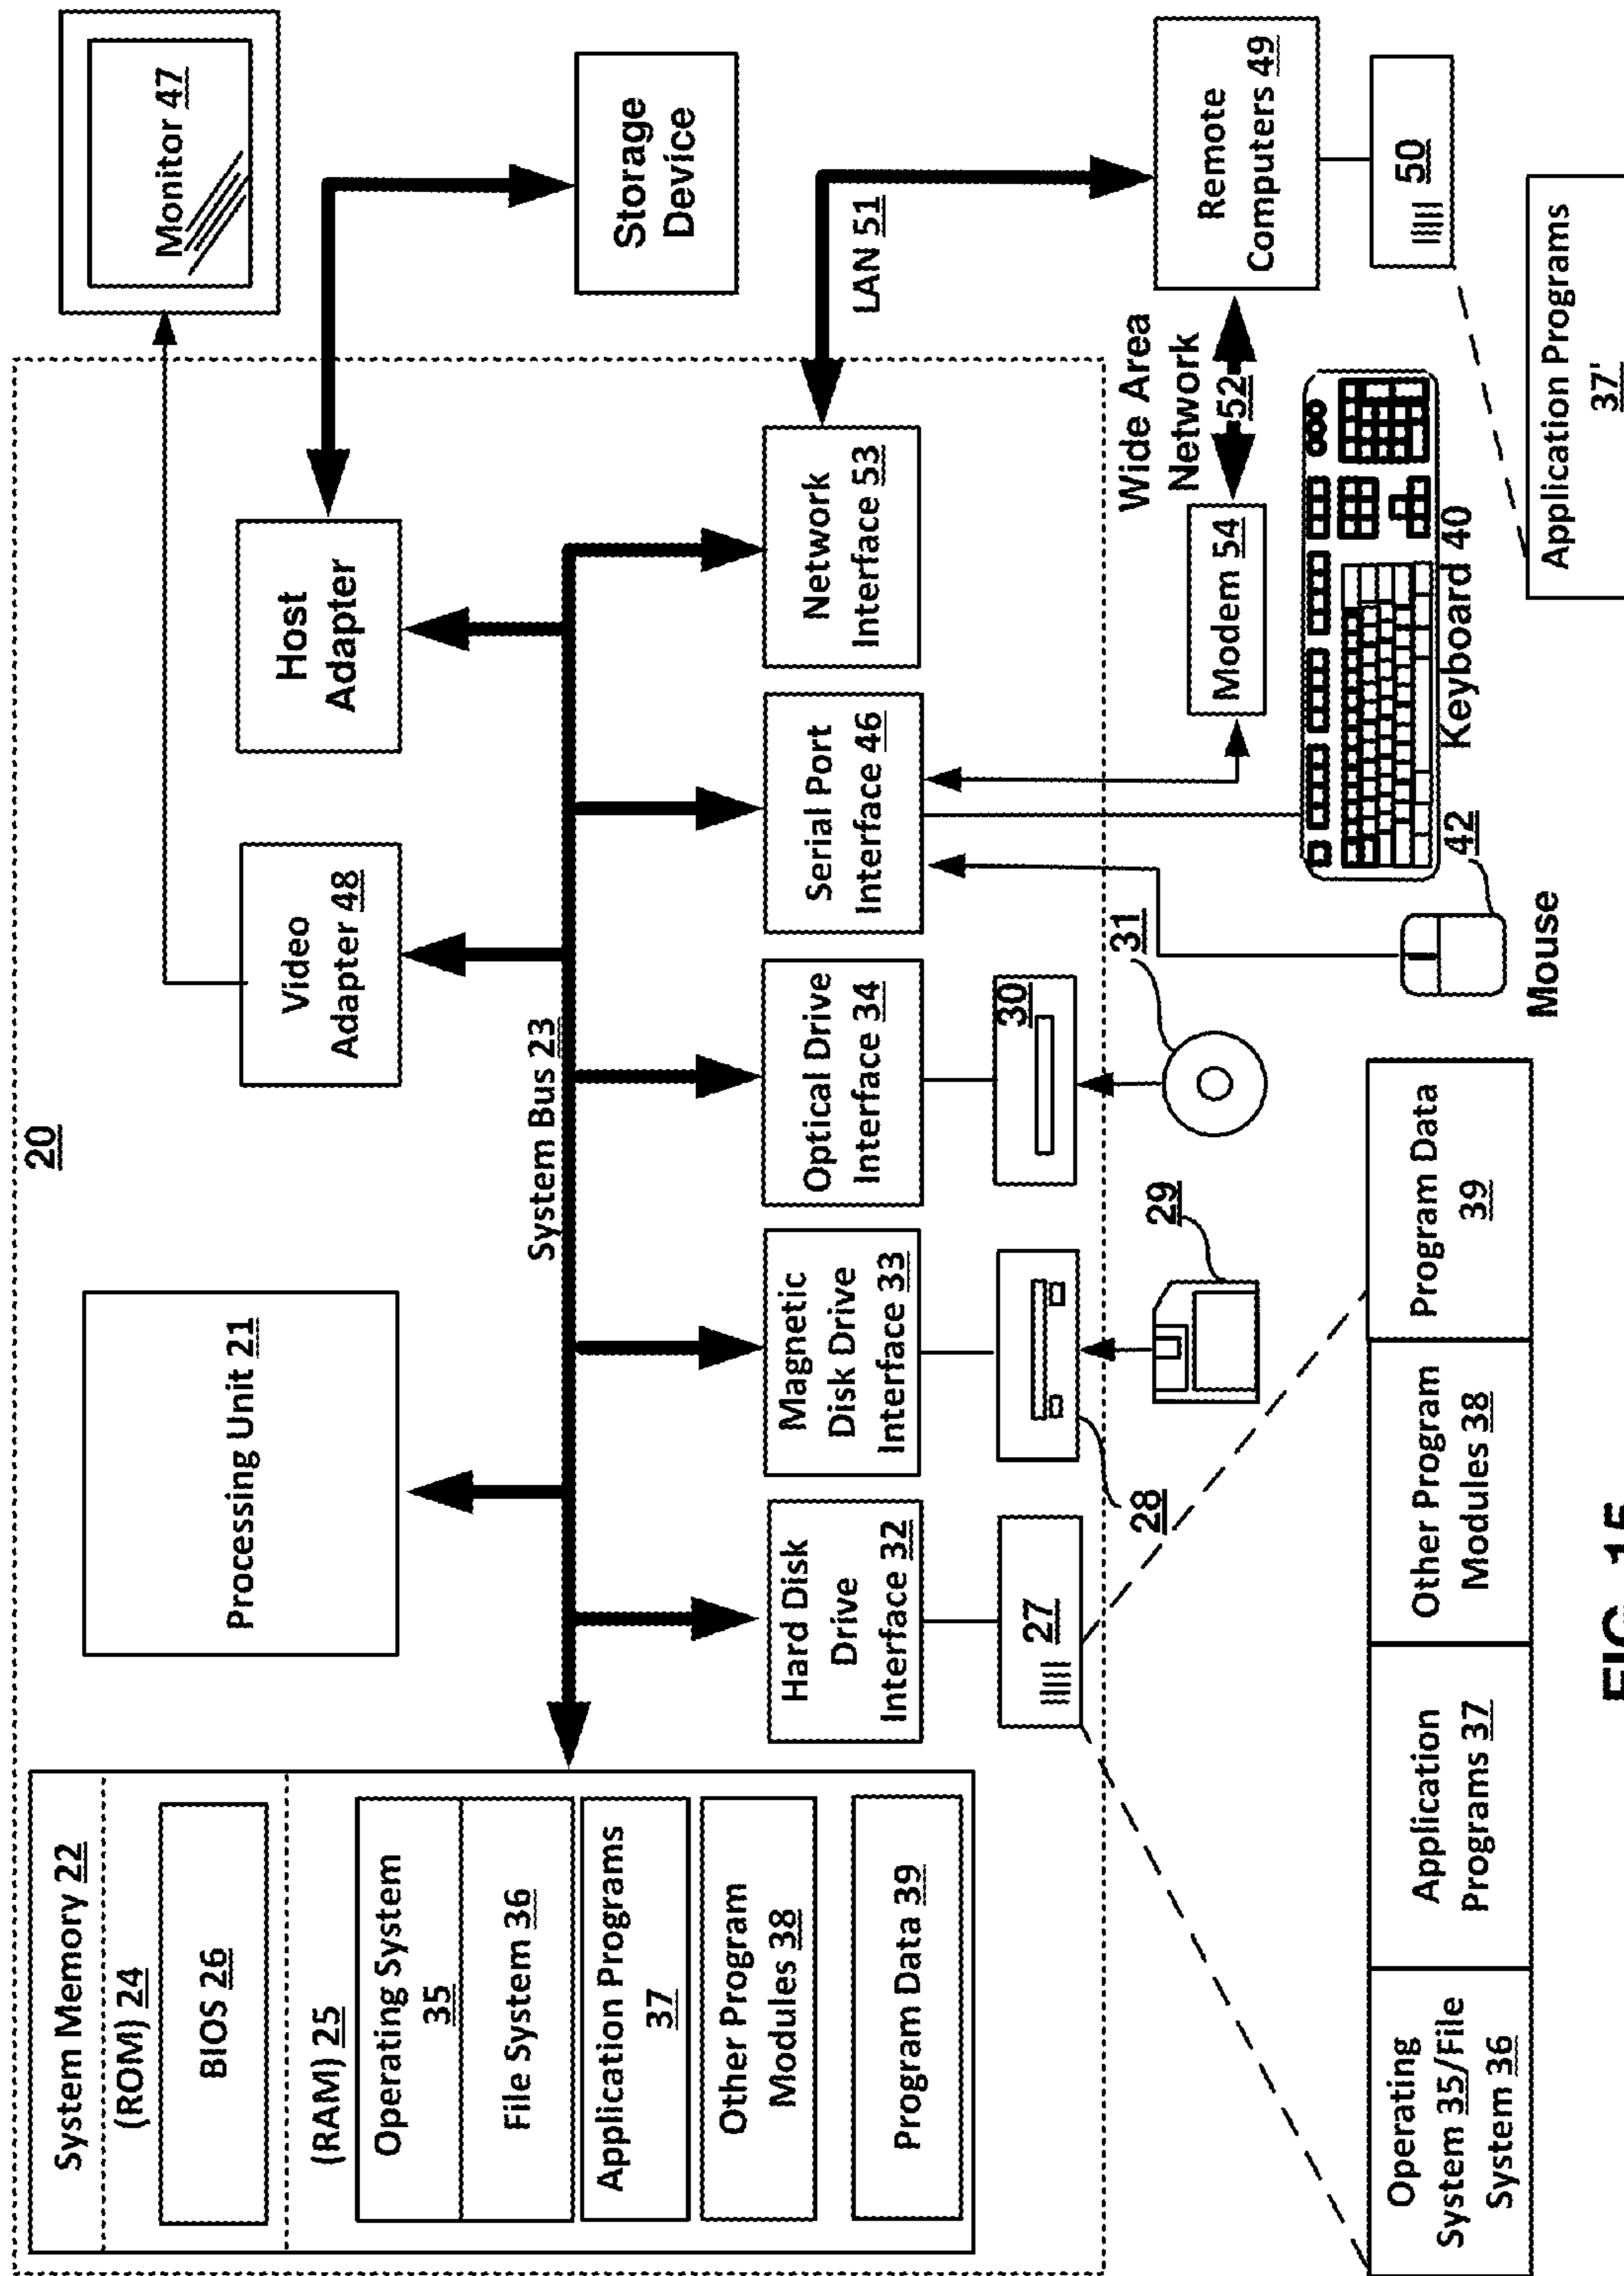 20
System Memory 22
(ROM) 24
BIOS 26
(RAM) 25
Operating System
35
File System 36
Application Programs
37
Other Program
Modules 38
Program Data 39
Processing Unit 21
Video
Adapter 48
Host
Adapter
Monitor 47
Storage
Device
System Bus 23
Hard Disk
Drive
Interface 32
Magnetic
Disk Drive
Interface 33
Optical Drive
Interface 34
Serial Port
Interface 46
Network
Interface 53
LAN 51
27
28
29
30
31
Wide Area
Network
52
Modem 54
Remote
Computers 49
50
Keyboard 40
42
Mouse
Application Programs
37'
Operating
System 35/File
System 36
Application
Programs 37
Other Program
Modules 38
Program Data
39
FIG. 15